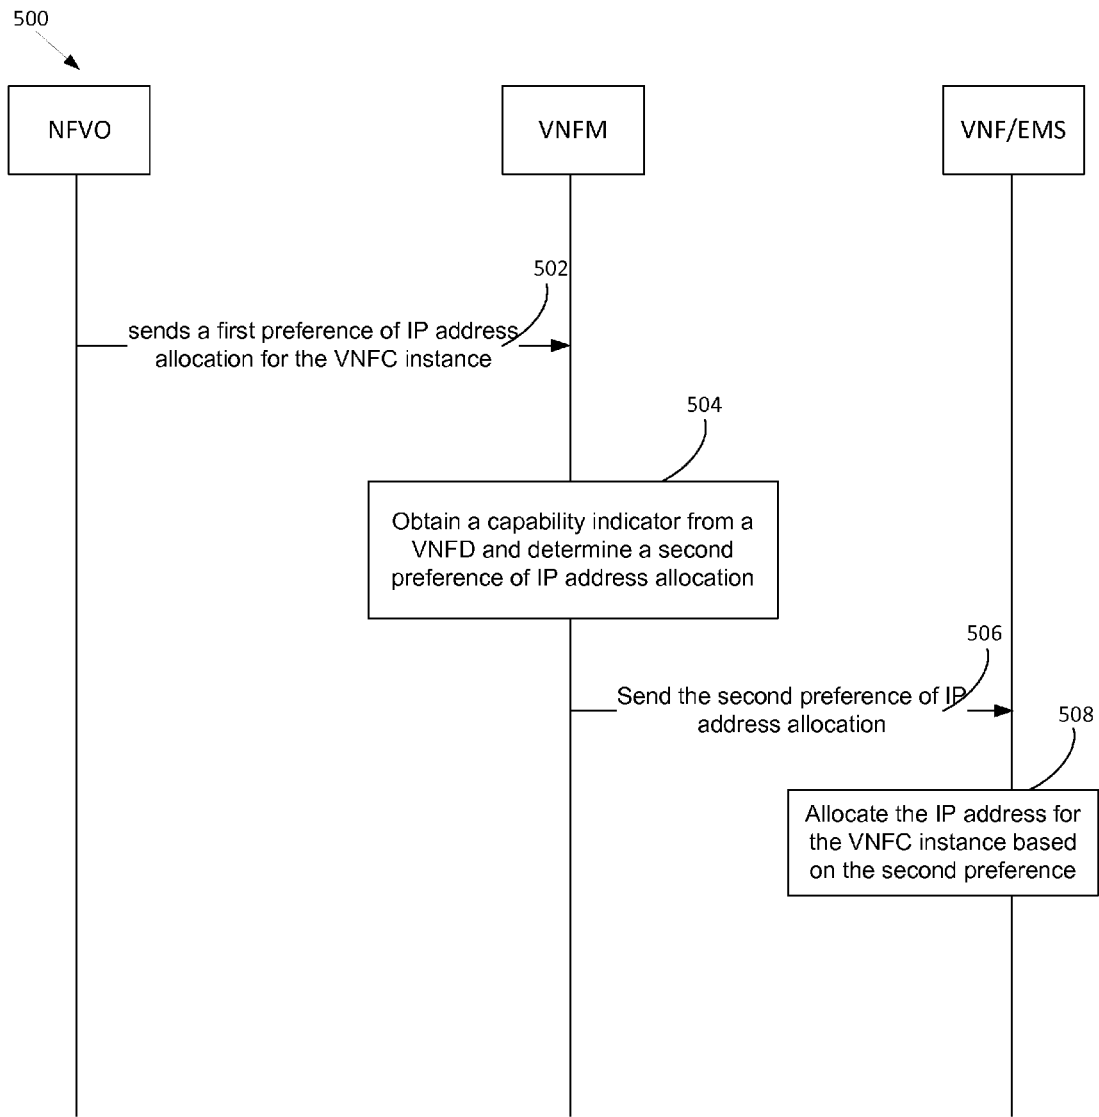 500
NFVO
VNFM
VNF/EMS
502
sends a first preference of IP address
allocation for the VNFC instance
504
Obtain a capability indicator from a
VNFD and determine a second
preference of IP address allocation
506
Send the second preference of IP
address allocation
508
Allocate the IP address for
the VNFC instance based
on the second preference